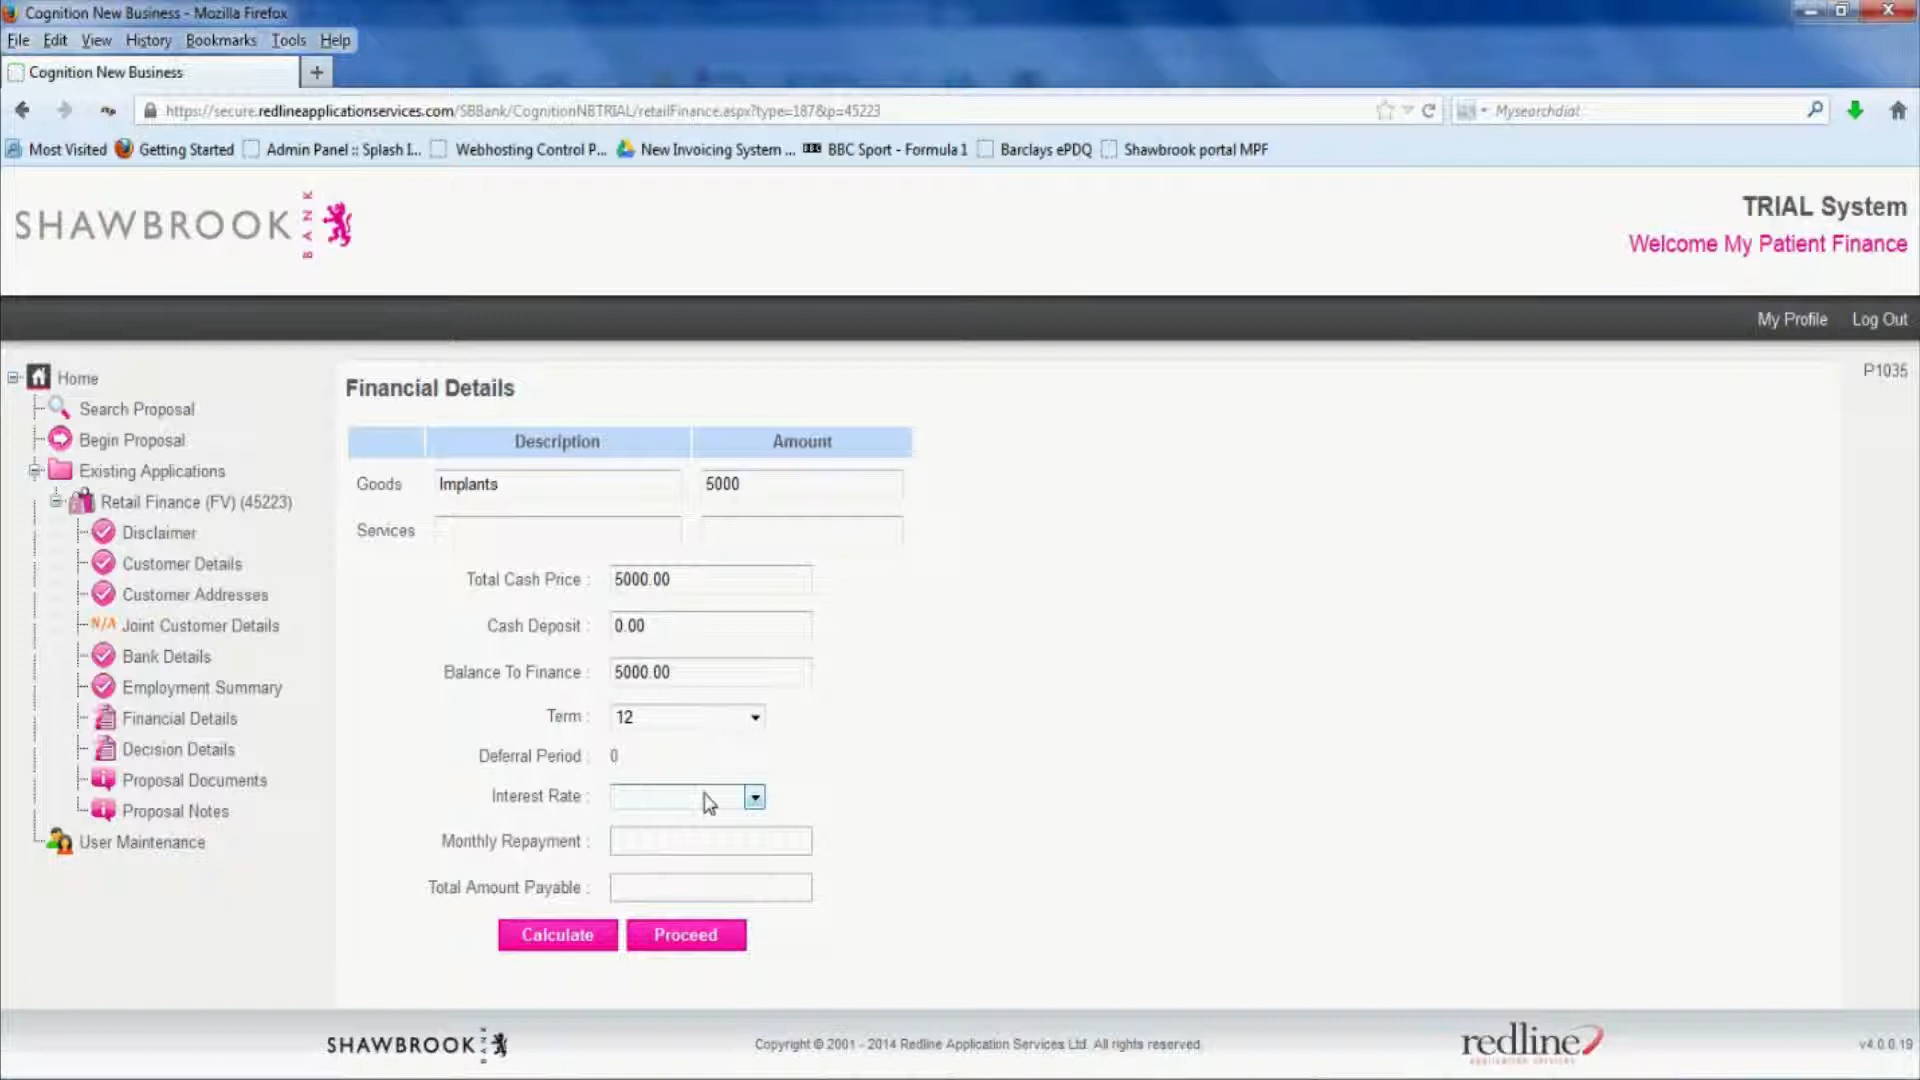 Cognition New Business - Mozilla Firefox
File Edit View History Bookmarks Tools Help
Cognition New Business
https://secure.redlineapplicationservices.com/SBBank/CognitionNBTRIAL/retailFinance.aspx?type=187&p=45223
Mysearchdial
Most Visited Getting Started Admin Panel :: Splash I... Webhosting Control P... New Invoicing System ... BBC Sport - Formula 1 Barclays ePDQ Shawbrook portal MPF
SHAWBROOK BANK
TRIAL System
Welcome My Patient Finance
My Profile Log Out
P1035
Home
Search Proposal
Begin Proposal
Existing Applications
Retail Finance (FV) (45223)
Disclaimer
Customer Details
Customer Addresses
N/A Joint Customer Details
Bank Details
Employment Summary
Financial Details
Decision Details
Proposal Documents
Proposal Notes
User Maintenance
Financial Details
Description Amount
Goods Implants 5000
Services
Total Cash Price : 5000.00
Cash Deposit : 0.00
Balance To Finance : 5000.00
Term : 12
Deferral Period : 0
Interest Rate :
Monthly Repayment :
Total Amount Payable :
Calculate Proceed
SHAWBROOK BANK
Copyright © 2001 - 2014 Redline Application Services Ltd. All rights reserved.
redline
application services
v4.0.0.19